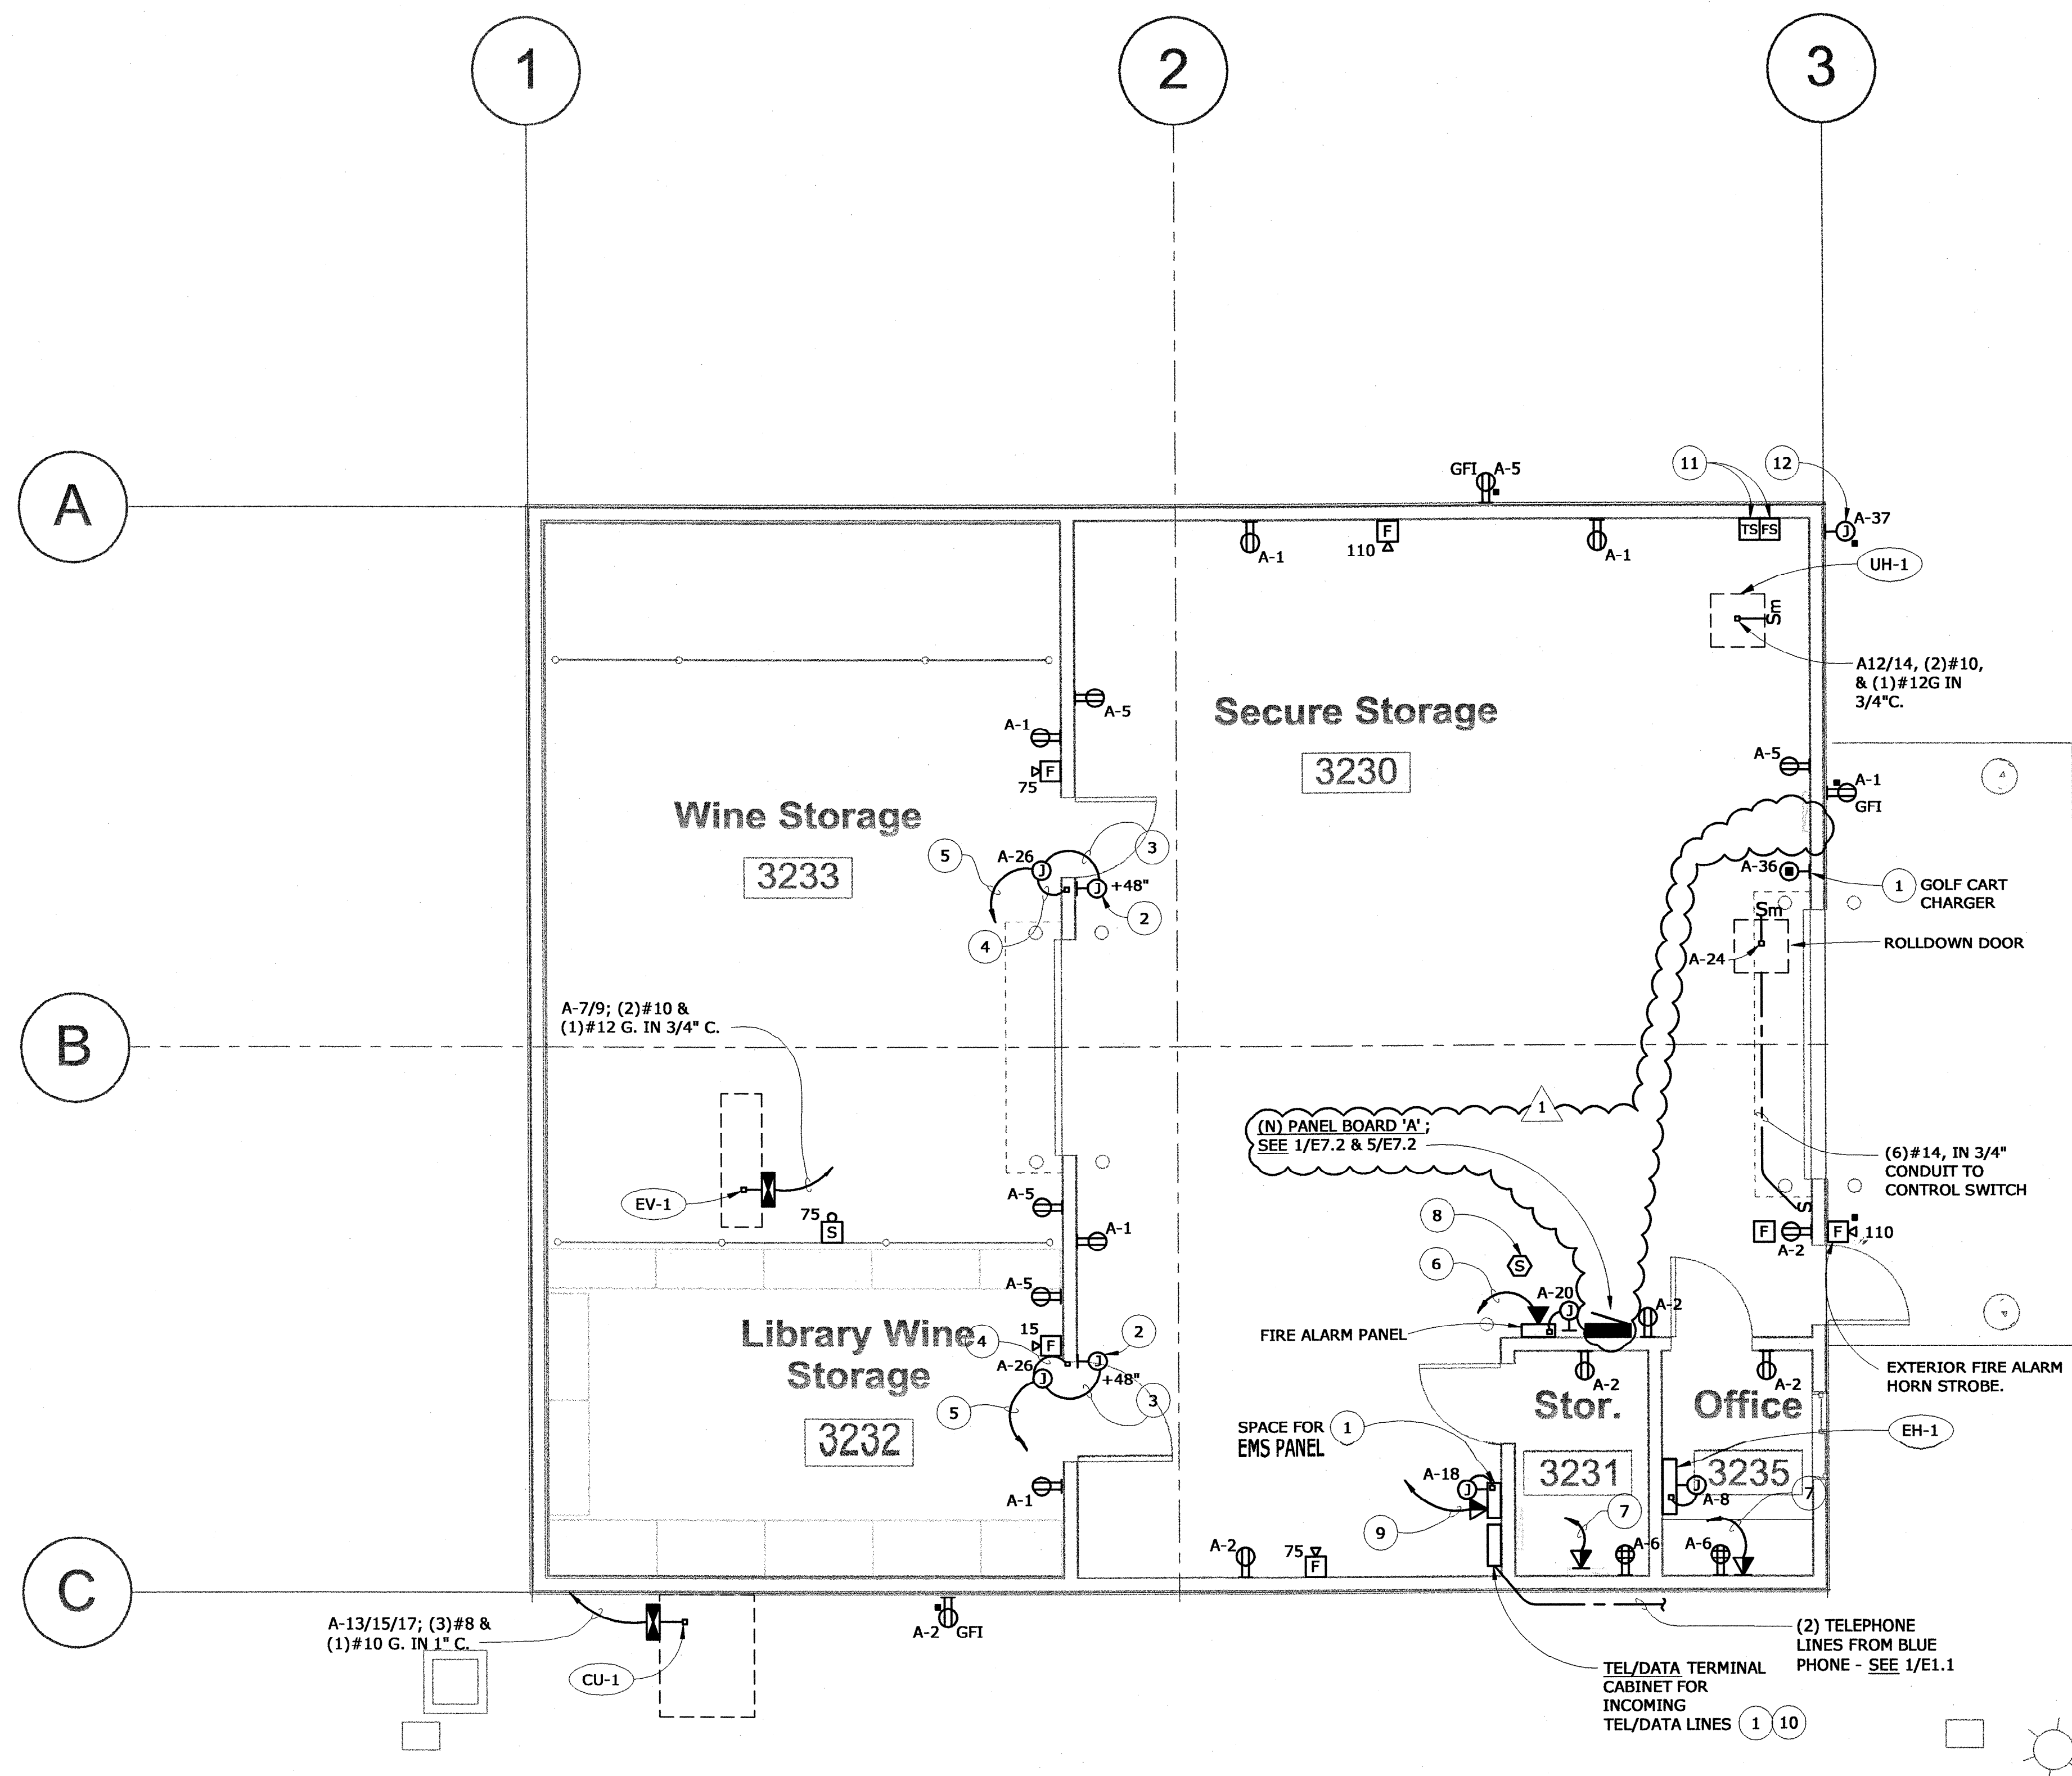 1
2
3
A
B
C
GFI A-5
11
12
A-37
A-1
F
110
A-1
TS FS
UH-1
Sm
A12/14, (2)#10,
& (1)#12G IN
3/4"C.
A-5
A-1
F
75
Secure Storage
3230
A-5
A-1
GFI
Wine Storage
3233
5
A-26
J
3
J
+48"
2
4
A-36
1
GOLF CART
CHARGER
Sm
A-24
ROLLDOWN DOOR
A-7/9; (2)#10 &
(1)#12 G. IN 3/4" C.
1
(N) PANEL BOARD 'A' ;
SEE 1/E7.2 & 5/E7.2
(6)#14, IN 3/4"
CONDUIT TO
CONTROL SWITCH
EV-1
75
S
A-5
A-1
8
S
S
F
A-2
F
110
6
A-5
A-20
J
A-2
FIRE ALARM PANEL
Library Wine
Storage
3232
15
F
4
A-26
J
J
+48"
2
3
5
A-2
A-2
EXTERIOR FIRE ALARM
HORN STROBE.
Stor.
3231
Office
3235
SPACE FOR
EMS PANEL
1
EH-1
A-18
J
J
A-8
7
7
9
A-1
A-2
75
F
A-6
A-6
A-13/15/17; (3)#8 &
(1)#10 G. IN 1" C.
A-2 GFI
CU-1
(2) TELEPHONE
LINES FROM BLUE
PHONE - SEE 1/E1.1
TEL/DATA TERMINAL
CABINET FOR
INCOMING
TEL/DATA LINES 1 10